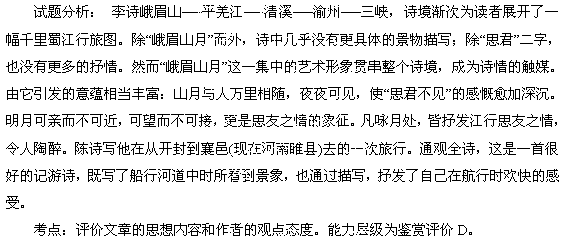 试题分析： 李诗峨眉山──平羌江──清溪──渝州──三峡，诗境渐次为读者展开了一
幅千里蜀江行旅图。除“峨眉山月”而外，诗中几乎没有更具体的景物描写；除“思君”二字，
也没有更多的抒情。然而“峨眉山月”这一集中的艺术形象贯串整个诗境，成为诗情的触媒。
由它引发的意蕴相当丰富：山月与人万里相随，夜夜可见，使“思君不见”的感慨愈加深沉。
明月可亲而不可近，可望而不可接，更是思友之情的象征。凡咏月处，皆抒发江行思友之情，
令人陶醉。陈诗写他在从开封到襄邑(现在河南睢县)去的一次旅行。通观全诗，这是一首很
好的记游诗，既写了船行河道中时所看到景象，也通过描写，抒发了自己在航行时欢快的感
受。
考点：评价文章的思想内容和作者的观点态度。能力层级为鉴赏评价 D。